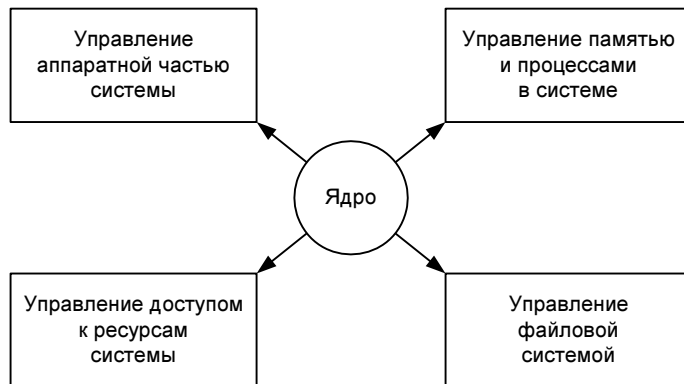 Управление
аппаратной частью
системы
Управление памятью
и процессами
в системе
Ядро
Управление доступом
к ресурсам
системы
Управление
файловой
системой